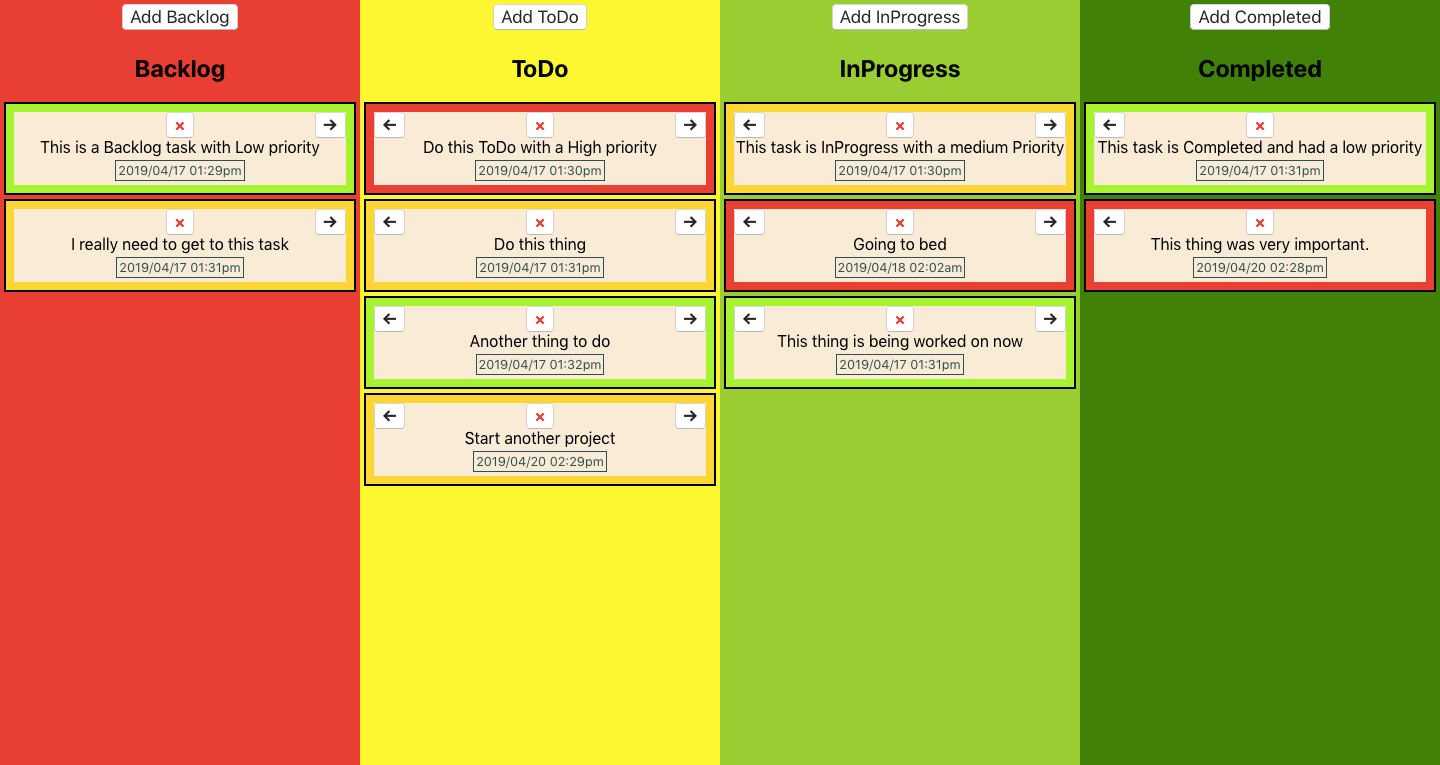 Add Backlog
Backlog
This is a Backlog task with Low priority
2019/04/17 01:29pm
I really need to get to this task
2019/04/17 01:31pm
Add ToDo
ToDo
Do this ToDo with a High priority
2019/04/17 01:30pm
Do this thing
2019/04/17 01:31pm
Another thing to do
2019/04/17 01:32pm
Start another project
2019/04/20 02:29pm
Add InProgress
InProgress
This task is InProgress with a medium Priority
2019/04/17 01:30pm
Going to bed
2019/04/18 02:02am
This thing is being worked on now
2019/04/17 01:31pm
Add Completed
Completed
This task is Completed and had a low priority
2019/04/17 01:31pm
This thing was very important.
2019/04/20 02:28pm